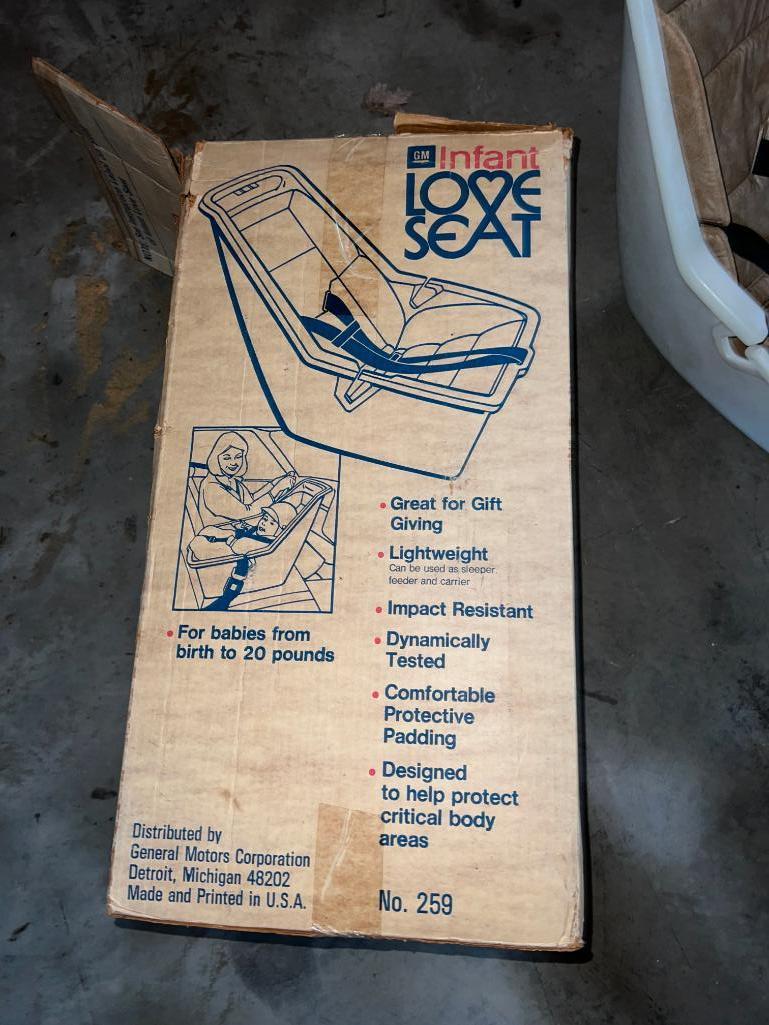 GM Infant
LOVE
SEAT
• Great for Gift
Giving
• Lightweight
Can be used as sleeper,
feeder and carrier
• Impact Resistant
• Dynamically
Tested
• Comfortable
Protective
Padding
• Designed
to help protect
critical body
areas
• For babies from
birth to 20 pounds
Distributed by
General Motors Corporation
Detroit, Michigan 48202
Made and Printed in U.S.A.
No. 259